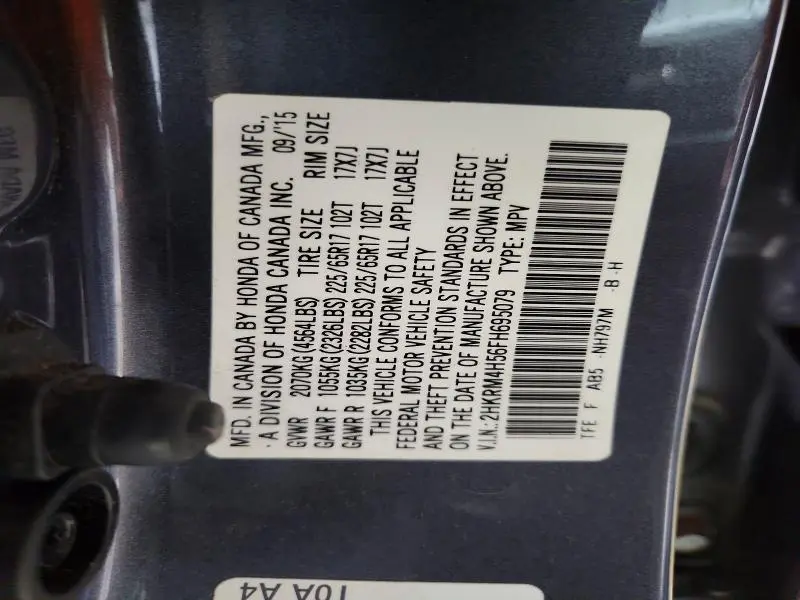 MFD. IN CANADA BY HONDA OF CANADA MFG.,
· A DIVISION OF HONDA CANADA INC. 09/'15
GVWR 2070KG (4564LBS) TIRE SIZE RIM SIZE
GAWR F 1055KG (2326LBS) 225/65R17 102T 17X7J
GAWR R 1035KG (2282LBS) 225/65R17 102T 17X7J
THIS VEHICLE CONFORMS TO ALL APPLICABLE
FEDERAL MOTOR VEHICLE SAFETY
AND THEFT PREVENTION STANDARDS IN EFFECT
ON THE DATE OF MANUFACTURE SHOWN ABOVE.
V.I.N.:2HKRM4H56FH695079 TYPE: MPV
TFE F AB5 -NH797M -B -H
T0A A4